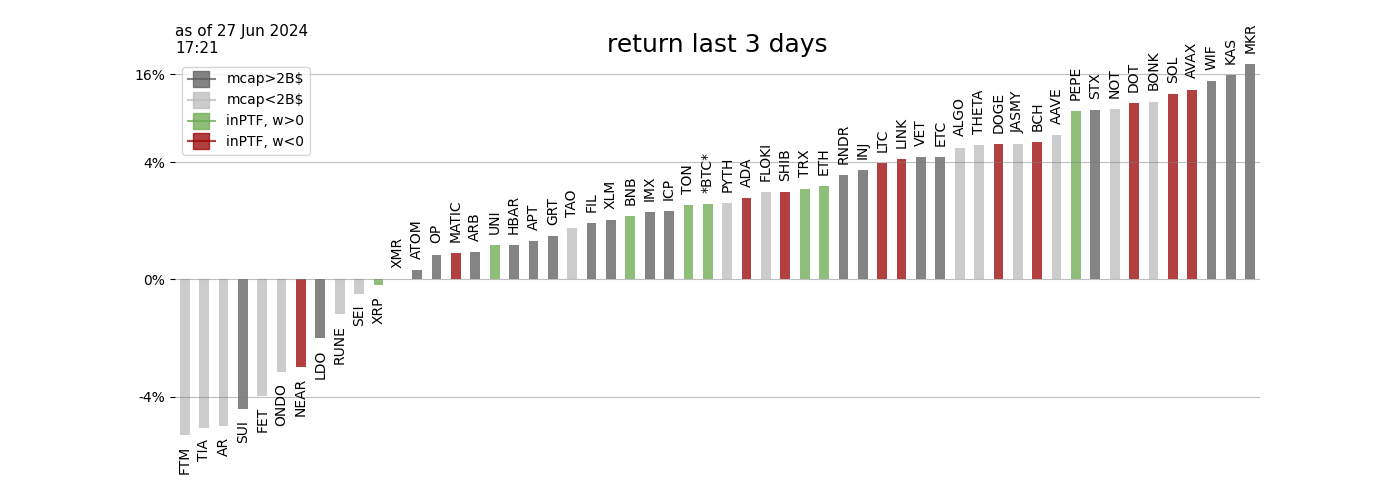 as of 27 Jun 2024
17:21
return last 3 days
mcap>2B$
mcap<2B$
inPTF, w>0
inPTF, w<0
16%
4%
0%
-4%
FTM
TIA
AR
SUI
FET
ONDO
NEAR
LDO
RUNE
SEI
XRP
XMR
ATOM
OP
MATIC
ARB
UNI
HBAR
APT
GRT
TAO
FIL
XLM
BNB
IMX
ICP
TON
*BTC*
PYTH
ADA
FLOKI
SHIB
TRX
ETH
RNDR
INJ
LTC
LINK
VET
ETC
ALGO
THETA
DOGE
JASMY
BCH
AAVE
PEPE
STX
NOT
DOT
BONK
SOL
AVAX
WIF
KAS
MKR